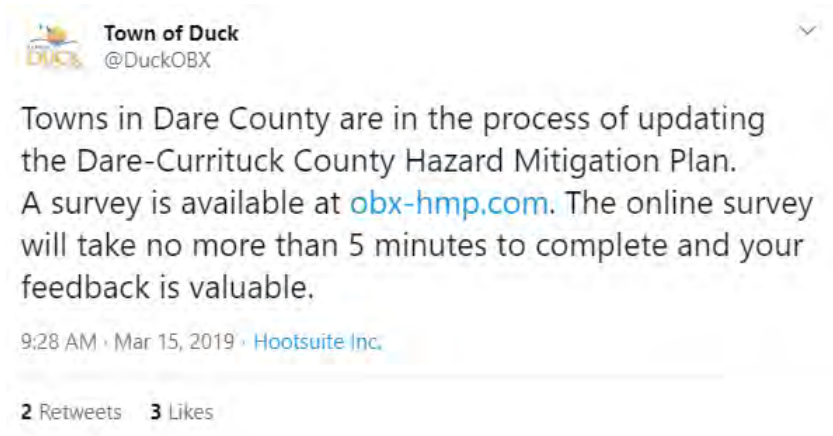 Town of Duck
DUCK
@DuckOBX
Towns in Dare County are in the process of updating
the Dare-Currituck County Hazard Mitigation Plan.
A survey is available at obx-hmp.com. The online survey
will take no more than 5 minutes to complete and your
feedback is valuable.
9:28 AM · Mar 15, 2019 · Hootsuite Inc.
2 Retweets 3 Likes